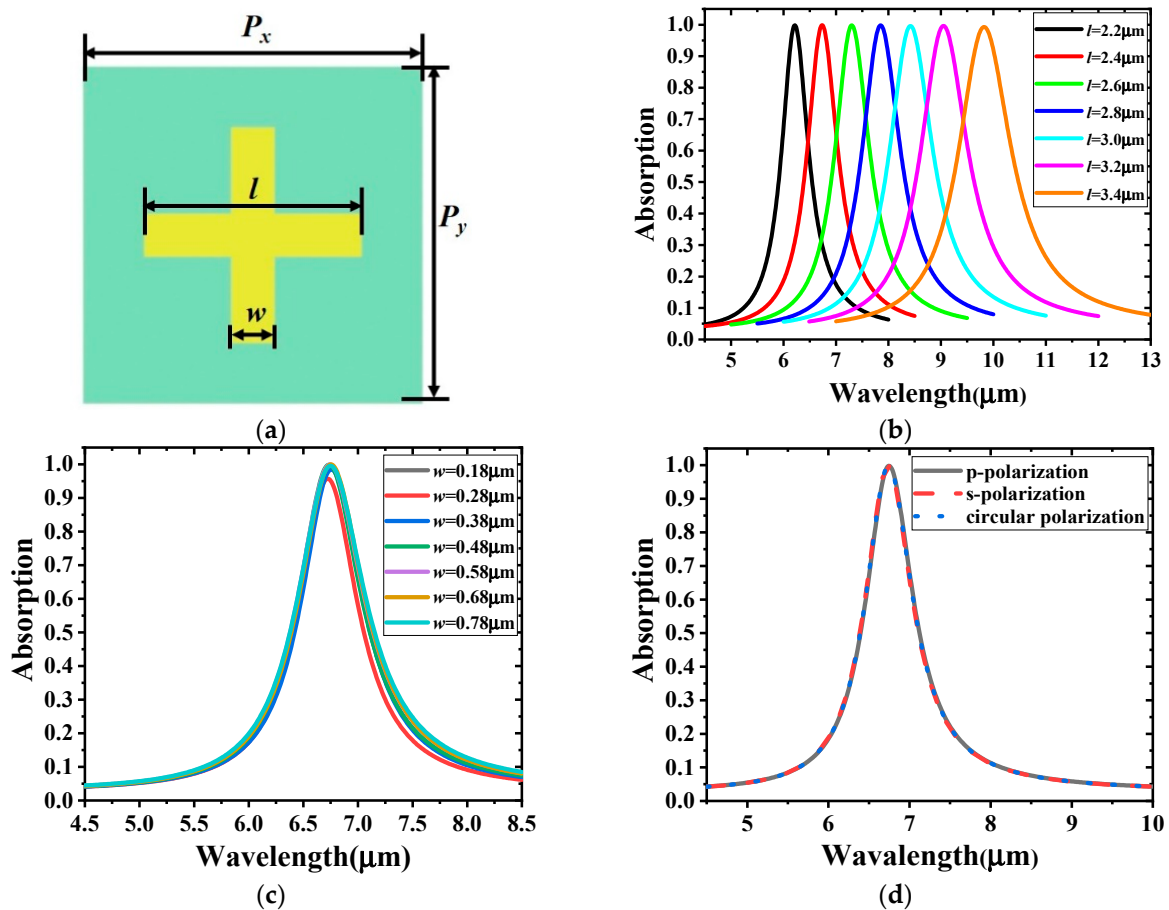 Px
Py
l
w
(a)
1.0
0.9
0.8
0.7
0.6
0.5
0.4
0.3
0.2
0.1
0.0
Absorption
5 6 7 8 9 10 11 12 13
Wavelength(μm)
l=2.2μm
l=2.4μm
l=2.6μm
l=2.8μm
l=3.0μm
l=3.2μm
l=3.4μm
(b)
1.0
0.9
0.8
0.7
0.6
0.5
0.4
0.3
0.2
0.1
0.0
Absorption
4.5 5.0 5.5 6.0 6.5 7.0 7.5 8.0 8.5
Wavelength(μm)
w=0.18μm
w=0.28μm
w=0.38μm
w=0.48μm
w=0.58μm
w=0.68μm
w=0.78μm
(c)
1.0
0.9
0.8
0.7
0.6
0.5
0.4
0.3
0.2
0.1
0.0
Absorption
5 6 7 8 9 10
Wavalength(μm)
p-polarization
s-polarization
circular polarization
(d)